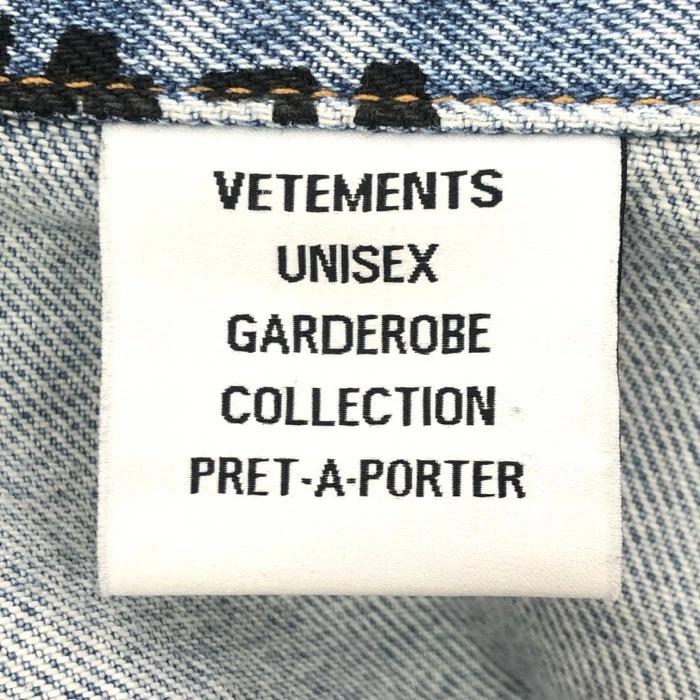 VETEMENTS
UNISEX
GARDEROBE
COLLECTION
PRET-A-PORTER